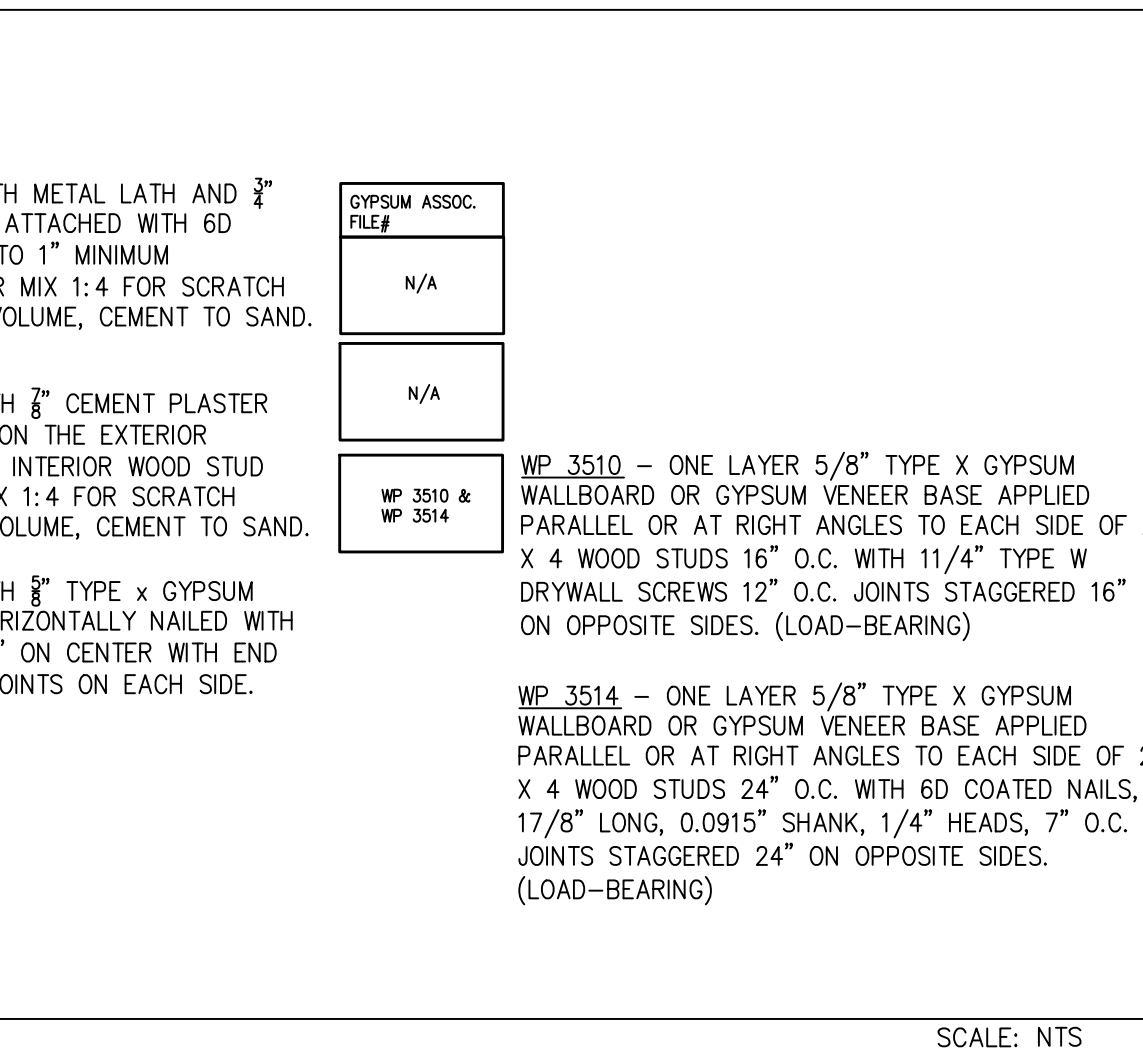 TH METAL LATH AND 3/4"
ATTACHED WITH 6D
TO 1" MINIMUM
R MIX 1:4 FOR SCRATCH
VOLUME, CEMENT TO SAND.
TH 7/8" CEMENT PLASTER
ON THE EXTERIOR
INTERIOR WOOD STUD
X 1:4 FOR SCRATCH
OLUME, CEMENT TO SAND.
TH 5/8" TYPE x GYPSUM
RIZONTALLY NAILED WITH
" ON CENTER WITH END
OINTS ON EACH SIDE.
GYPSUM ASSOC.
FILE#
N/A
N/A
WP 3510 &
WP 3514
WP 3510 – ONE LAYER 5/8" TYPE X GYPSUM
WALLBOARD OR GYPSUM VENEER BASE APPLIED
PARALLEL OR AT RIGHT ANGLES TO EACH SIDE OF
X 4 WOOD STUDS 16" O.C. WITH 11/4" TYPE W
DRYWALL SCREWS 12" O.C. JOINTS STAGGERED 16"
ON OPPOSITE SIDES. (LOAD–BEARING)
WP 3514 – ONE LAYER 5/8" TYPE X GYPSUM
WALLBOARD OR GYPSUM VENEER BASE APPLIED
PARALLEL OR AT RIGHT ANGLES TO EACH SIDE OF 2
X 4 WOOD STUDS 24" O.C. WITH 6D COATED NAILS,
17/8" LONG, 0.0915" SHANK, 1/4" HEADS, 7" O.C.
JOINTS STAGGERED 24" ON OPPOSITE SIDES.
(LOAD–BEARING)
SCALE: NTS